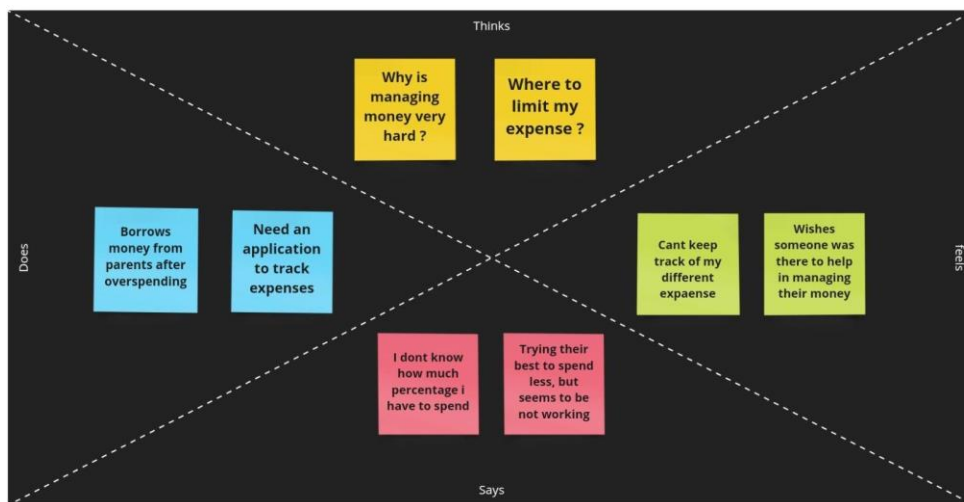 Thinks
Why is
managing
money very
hard ?
Where to
limit my
expense ?
Does
Borrows
money from
parents after
overspending
Need an
application
to track
expenses
Cant keep
track of my
different
expaense
Wishes
someone was
there to help
in managing
their money
feels
I dont know
how much
percentage i
have to spend
Trying their
best to spend
less, but
seems to be
not working
Says